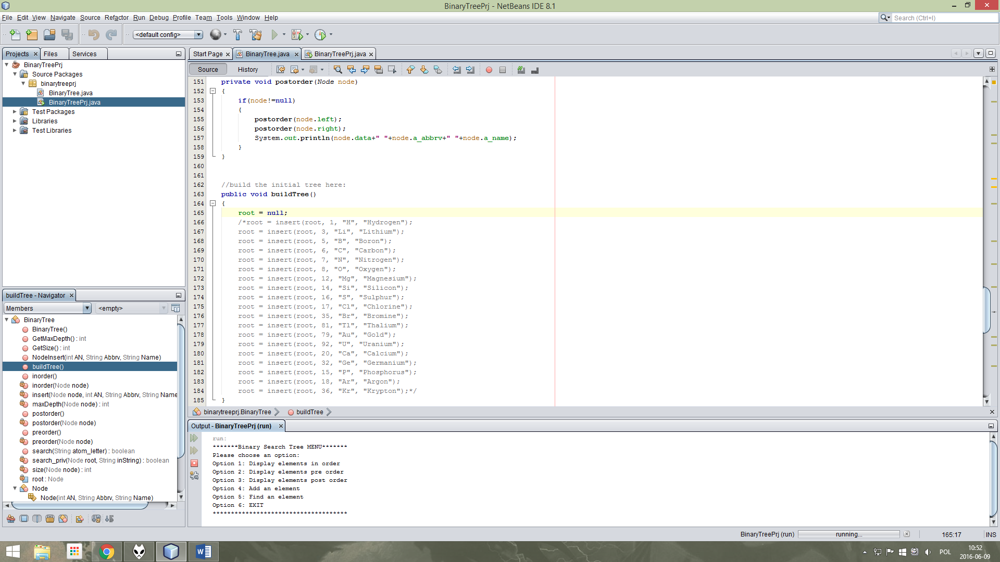 BinaryTreePrj - NetBeans IDE 8.1
File Edit View Navigate Source Refactor Run Debug Profile Team Tools Window Help
Search (Ctrl+I)
<default config>
Projects Files Services
BinaryTreePrj
Source Packages
binarytreeprj
BinaryTree.java
BinaryTreePrj.java
Test Packages
Libraries
Test Libraries
buildTree - Navigator
Members <empty>
BinaryTree
BinaryTree()
GetMaxDepth() : int
GetSize() : int
NodeInsert(int AN, String Abbrv, String Name)
buildTree()
inorder()
inorder(Node node)
insert(Node node, int AN, String Abbrv, String Name
maxDepth(Node node) : int
postorder()
postorder(Node node)
preorder()
preorder(Node node)
search(String atom_letter) : boolean
search_priv(Node root, String inString) : boolean
size(Node node) : int
root : Node
Node
Node(int AN, String Abbrv, String Name)
Start Page BinaryTree.java BinaryTreePrj.java
Source History
151 private void postorder(Node node)
152 {
153 if(node!=null)
154 {
155 postorder(node.left);
156 postorder(node.right);
157 System.out.println(node.data+" "+node.a_abbrv+" "+node.a_name);
158 }
159 }
160
161
162 //build the initial tree here:
163 public void buildTree()
164 {
165 root = null;
166 /*root = insert(root, 1, "H", "Hydrogen");
167 root = insert(root, 3, "Li", "Lithium");
168 root = insert(root, 5, "B", "Boron");
169 root = insert(root, 6, "C", "Carbon");
170 root = insert(root, 7, "N", "Nitrogen");
171 root = insert(root, 8, "O", "Oxygen");
172 root = insert(root, 12, "Mg", "Magnesium");
173 root = insert(root, 14, "Si", "Silicon");
174 root = insert(root, 16, "S", "Sulphur");
175 root = insert(root, 17, "Cl", "Chlorine");
176 root = insert(root, 35, "Br", "Bromine");
177 root = insert(root, 81, "Tl", "Thalium");
178 root = insert(root, 79, "Au", "Gold");
179 root = insert(root, 92, "U", "Uranium");
180 root = insert(root, 20, "Ca", "Calcium");
181 root = insert(root, 32, "Ge", "Germanium");
182 root = insert(root, 15, "P", "Phosphorus");
183 root = insert(root, 18, "Ar", "Argon");
184 root = insert(root, 36, "Kr", "Krypton");*/
185 }
binarytreeprj.BinaryTree buildTree
Output - BinaryTreePrj (run)
run:
*******Binary Search Tree MENU*******
Please choose an option:
Option 1: Display elements in order
Option 2: Display elements pre order
Option 3: Display elements post order
Option 4: Add an element
Option 5: Find an element
Option 6: EXIT
*************************************
BinaryTreePrj (run) running... 165:17 INS
POL
10:52
2016-06-09